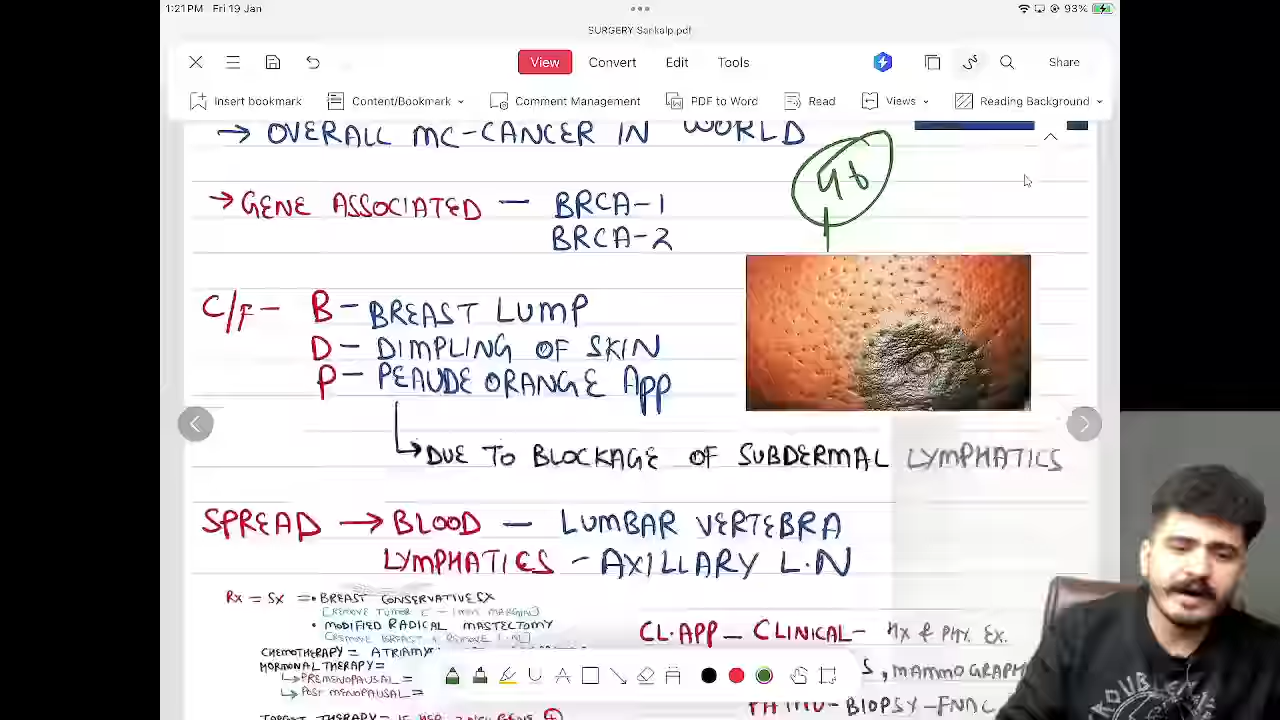 1:21 PM Fri 19 Jan
93%
SURGERY Sankalp.pdf
View Convert Edit Tools Share
Insert bookmark Content/Bookmark Comment Management PDF to Word Read Views Reading Background
→ OVERALL MC-CANCER IN WORLD
→ GENE ASSOCIATED — BRCA-1
BRCA-2
C/F - B - BREAST LUMP
D - DIMPLING OF SKIN
P - PEAUDE ORANGE APP
DUE TO BLOCKAGE OF SUBDERMAL LYMPHATICS
SPREAD → BLOOD - LUMBAR VERTEBRA
LYMPHATICS - AXILLARY L.N
Rx = Sx = • BREAST CONSERVATIVE SX
• MODIFIED RADICAL MASTECTOMY
CHEMOTHERAPY =
HORMONAL THERAPY =
PREMENOPAUSAL =
POST MENOPAUSAL =
TARGET THERAPY =
CL. APP - CLINICAL - Hx & PHY. EX.
, MAMMOGRAPH
- BIOPSY - FNAC